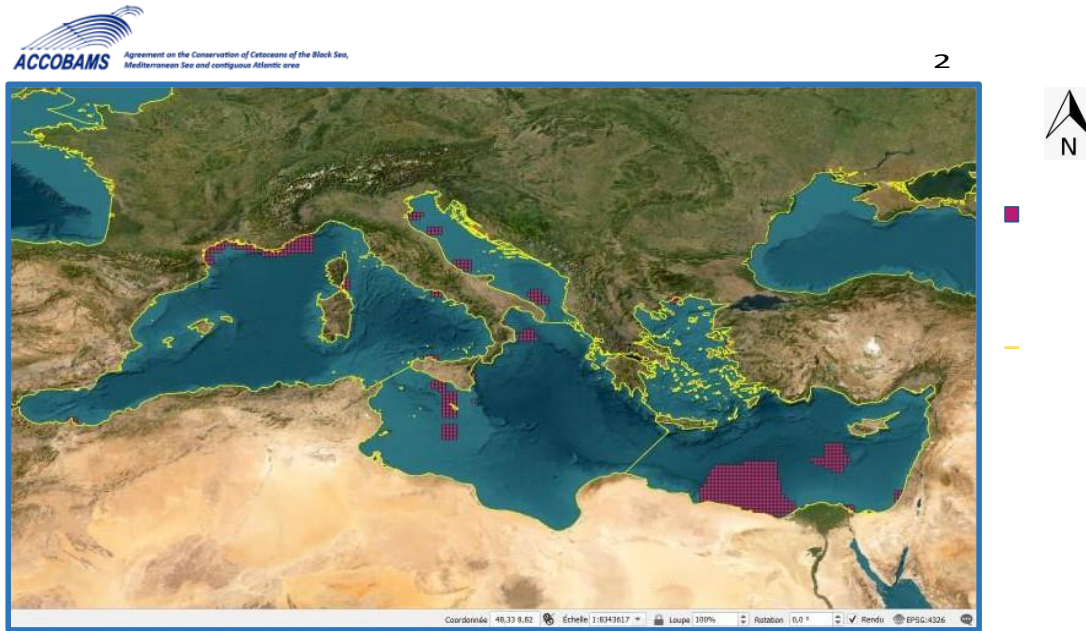 ACCOBAMS
Agreement on the Conservation of Cetaceans of the Black Sea,
Mediterranean Sea and contiguous Atlantic area
2
N
Coordonnée 48,33 8,82 Échelle 1:8343617 Loupe 100% Rotation 0,0 ° Rendu EPSG:4326